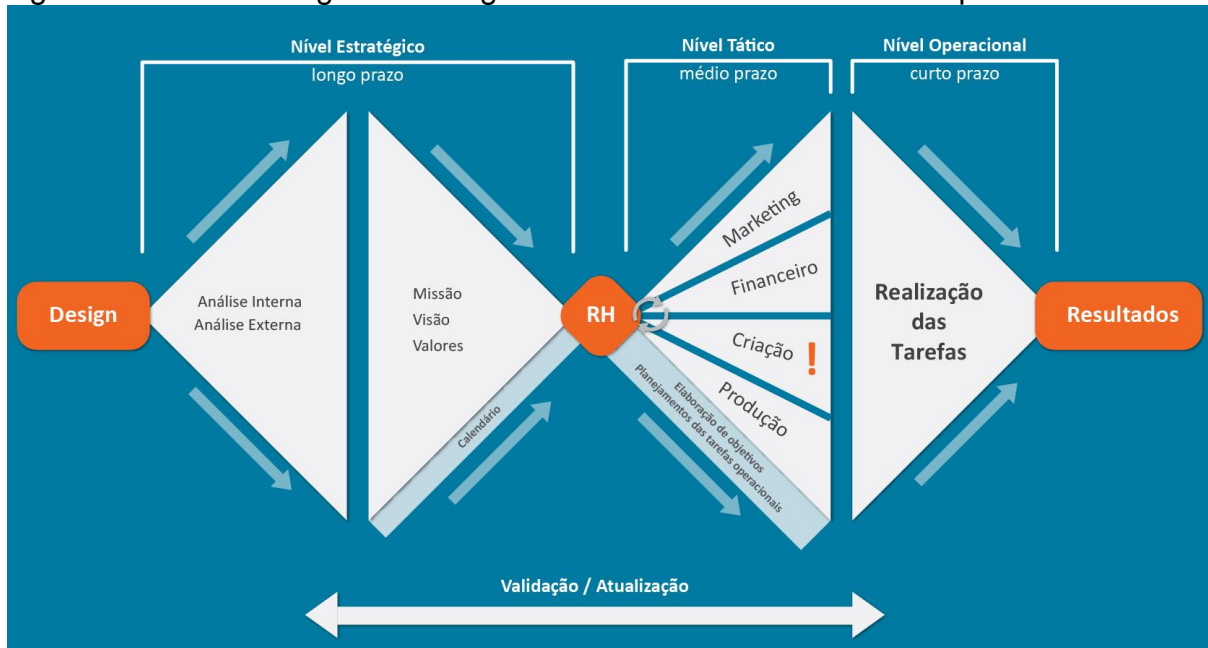 Nível Estratégico
longo prazo
Nível Tático
médio prazo
Nível Operacional
curto prazo
Design
Análise Interna
Análise Externa
Missão
Visão
Valores
Calendário
RH
Marketing
Financeiro
Criação !
Produção
Elaboração de objetivos
Planejamentos das tarefas operacionais
Realização
das
Tarefas
Resultados
Validação / Atualização